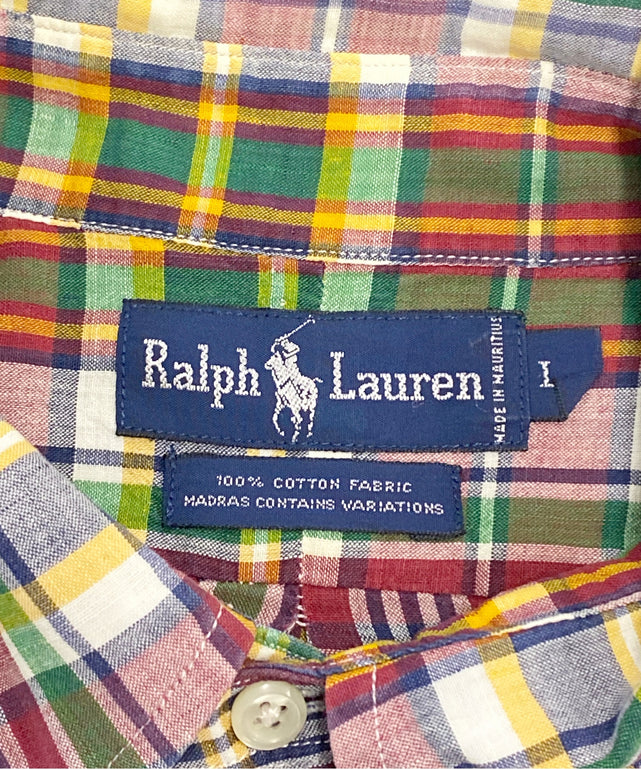 Ralph Lauren
MADE IN MAURITIUS
100% COTTON FABRIC
MADRAS CONTAINS VARIATIONS